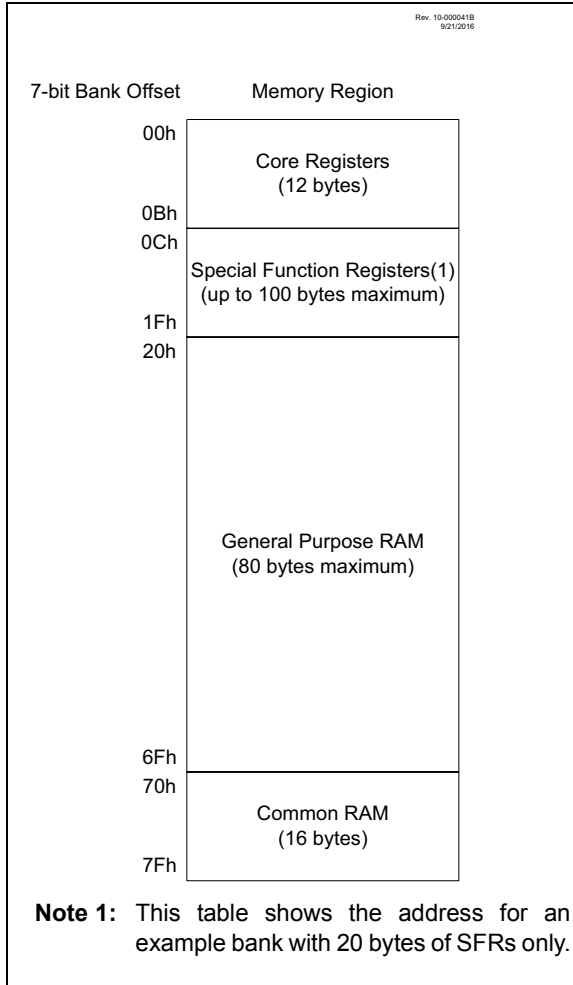 Rev. 10-000041B
9/21/2016
7-bit Bank Offset Memory Region
00h
Core Registers
(12 bytes)
0Bh
0Ch
Special Function Registers(1)
(up to 100 bytes maximum)
1Fh
20h
General Purpose RAM
(80 bytes maximum)
6Fh
70h
Common RAM
(16 bytes)
7Fh
Note 1: This table shows the address for an
example bank with 20 bytes of SFRs only.